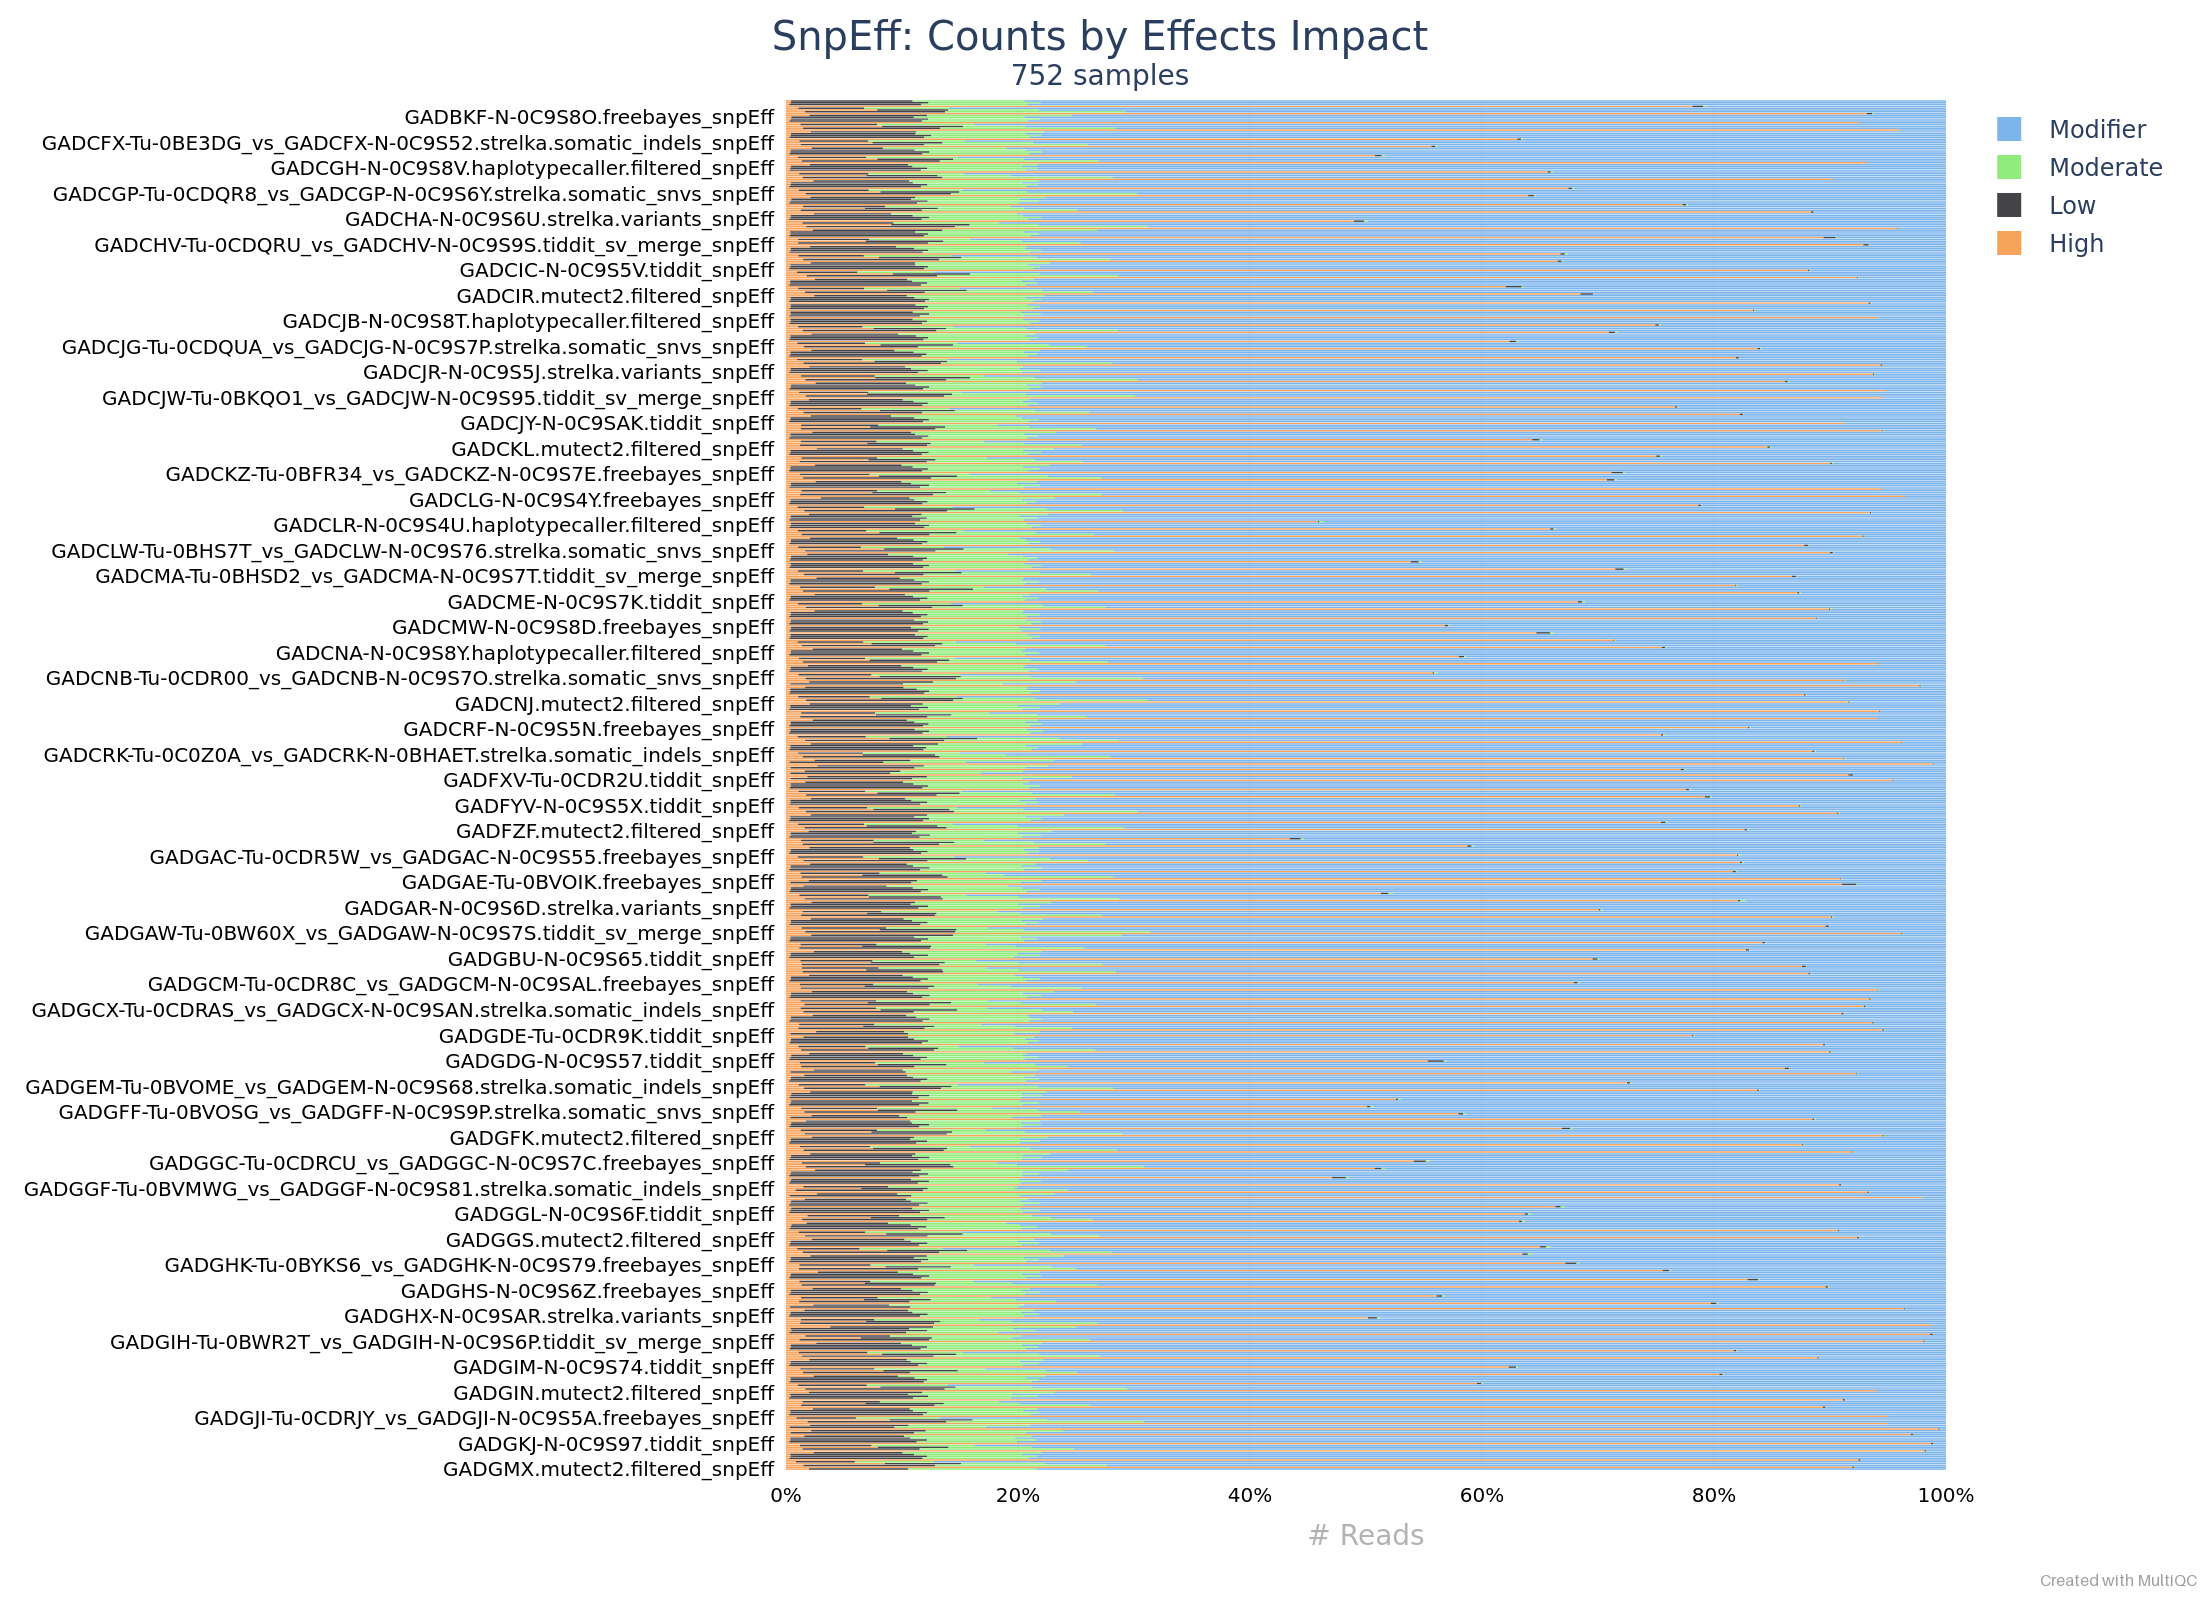 SnpEff: Counts by Effects Impact
752 samples
GADBKF-N-0C9S8O.freebayes_snpEff
GADCFX-Tu-0BE3DG_vs_GADCFX-N-0C9S52.strelka.somatic_indels_snpEff
GADCGH-N-0C9S8V.haplotypecaller.filtered_snpEff
GADCGP-Tu-0CDQR8_vs_GADCGP-N-0C9S6Y.strelka.somatic_snvs_snpEff
GADCHA-N-0C9S6U.strelka.variants_snpEff
GADCHV-Tu-0CDQRU_vs_GADCHV-N-0C9S9S.tiddit_sv_merge_snpEff
GADCIC-N-0C9S5V.tiddit_snpEff
GADCIR.mutect2.filtered_snpEff
GADCJB-N-0C9S8T.haplotypecaller.filtered_snpEff
GADCJG-Tu-0CDQUA_vs_GADCJG-N-0C9S7P.strelka.somatic_snvs_snpEff
GADCJR-N-0C9S5J.strelka.variants_snpEff
GADCJW-Tu-0BKQO1_vs_GADCJW-N-0C9S95.tiddit_sv_merge_snpEff
GADCJY-N-0C9SAK.tiddit_snpEff
GADCKL.mutect2.filtered_snpEff
GADCKZ-Tu-0BFR34_vs_GADCKZ-N-0C9S7E.freebayes_snpEff
GADCLG-N-0C9S4Y.freebayes_snpEff
GADCLR-N-0C9S4U.haplotypecaller.filtered_snpEff
GADCLW-Tu-0BHS7T_vs_GADCLW-N-0C9S76.strelka.somatic_snvs_snpEff
GADCMA-Tu-0BHSD2_vs_GADCMA-N-0C9S7T.tiddit_sv_merge_snpEff
GADCME-N-0C9S7K.tiddit_snpEff
GADCMW-N-0C9S8D.freebayes_snpEff
GADCNA-N-0C9S8Y.haplotypecaller.filtered_snpEff
GADCNB-Tu-0CDR00_vs_GADCNB-N-0C9S7O.strelka.somatic_snvs_snpEff
GADCNJ.mutect2.filtered_snpEff
GADCRF-N-0C9S5N.freebayes_snpEff
GADCRK-Tu-0C0Z0A_vs_GADCRK-N-0BHAET.strelka.somatic_indels_snpEff
GADFXV-Tu-0CDR2U.tiddit_snpEff
GADFYV-N-0C9S5X.tiddit_snpEff
GADFZF.mutect2.filtered_snpEff
GADGAC-Tu-0CDR5W_vs_GADGAC-N-0C9S55.freebayes_snpEff
GADGAE-Tu-0BVOIK.freebayes_snpEff
GADGAR-N-0C9S6D.strelka.variants_snpEff
GADGAW-Tu-0BW60X_vs_GADGAW-N-0C9S7S.tiddit_sv_merge_snpEff
GADGBU-N-0C9S65.tiddit_snpEff
GADGCM-Tu-0CDR8C_vs_GADGCM-N-0C9SAL.freebayes_snpEff
GADGCX-Tu-0CDRAS_vs_GADGCX-N-0C9SAN.strelka.somatic_indels_snpEff
GADGDE-Tu-0CDR9K.tiddit_snpEff
GADGDG-N-0C9S57.tiddit_snpEff
GADGEM-Tu-0BVOME_vs_GADGEM-N-0C9S68.strelka.somatic_indels_snpEff
GADGFF-Tu-0BVOSG_vs_GADGFF-N-0C9S9P.strelka.somatic_snvs_snpEff
GADGFK.mutect2.filtered_snpEff
GADGGC-Tu-0CDRCU_vs_GADGGC-N-0C9S7C.freebayes_snpEff
GADGGF-Tu-0BVMWG_vs_GADGGF-N-0C9S81.strelka.somatic_indels_snpEff
GADGGL-N-0C9S6F.tiddit_snpEff
GADGGS.mutect2.filtered_snpEff
GADGHK-Tu-0BYKS6_vs_GADGHK-N-0C9S79.freebayes_snpEff
GADGHS-N-0C9S6Z.freebayes_snpEff
GADGHX-N-0C9SAR.strelka.variants_snpEff
GADGIH-Tu-0BWR2T_vs_GADGIH-N-0C9S6P.tiddit_sv_merge_snpEff
GADGIM-N-0C9S74.tiddit_snpEff
GADGIN.mutect2.filtered_snpEff
GADGJI-Tu-0CDRJY_vs_GADGJI-N-0C9S5A.freebayes_snpEff
GADGKJ-N-0C9S97.tiddit_snpEff
GADGMX.mutect2.filtered_snpEff
0% 20% 40% 60% 80% 100%
# Reads
Modifier
Moderate
Low
High
Created with MultiQC